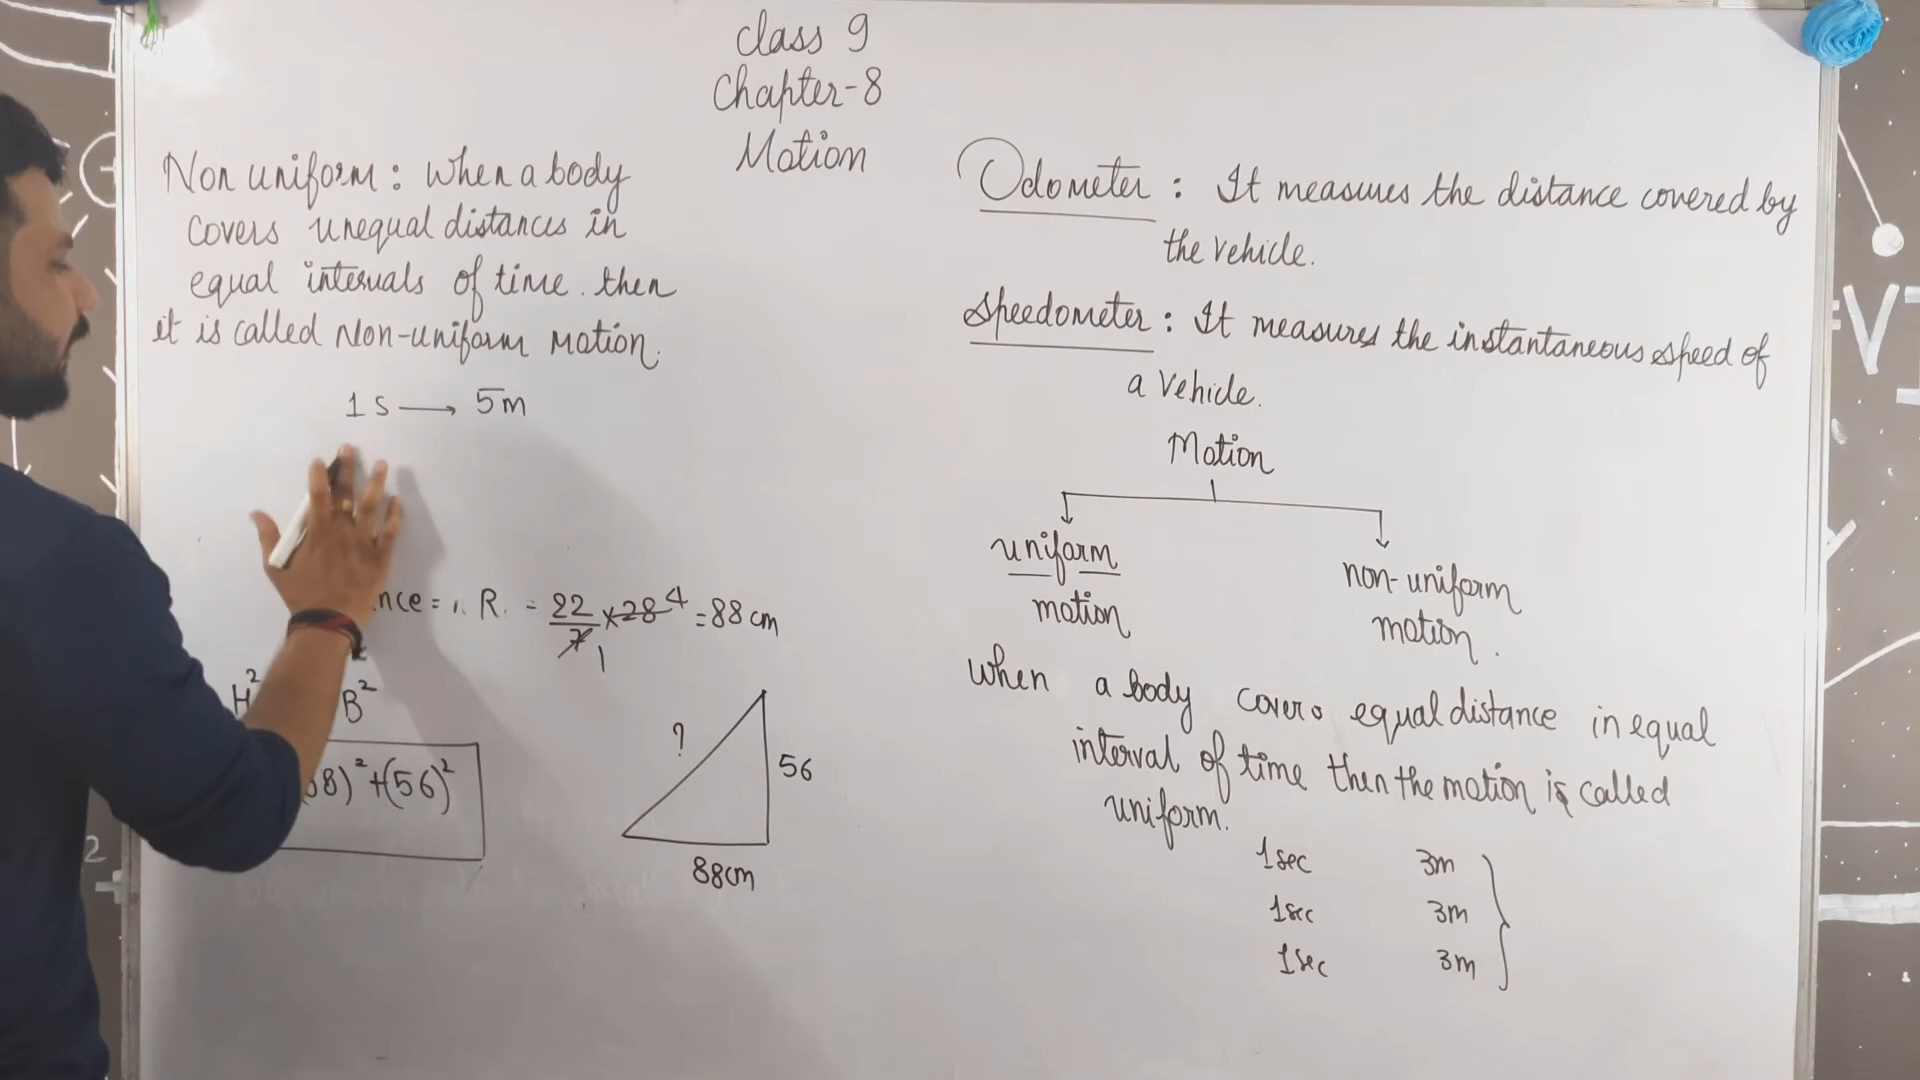 class 9
Chapter-8
Motion
Non uniform : when a body
covers unequal distances in
equal intervals of time. then
it is called Non-uniform Motion.
1 s → 5m
nce = R. = 22/7 × 28 4 = 88 cm
1
H² B²
8)² + (56)²
?
56
88cm
Odometer : It measures the distance covered by
the vehicle.
Speedometer : It measures the instantaneous speed of
a vehicle.
Motion
uniform
motion
non-uniform
motion.
when a body covers equal distance in equal
interval of time then the motion is called
uniform.
1sec 3m
1sec 3m
1sec 3m
V
2